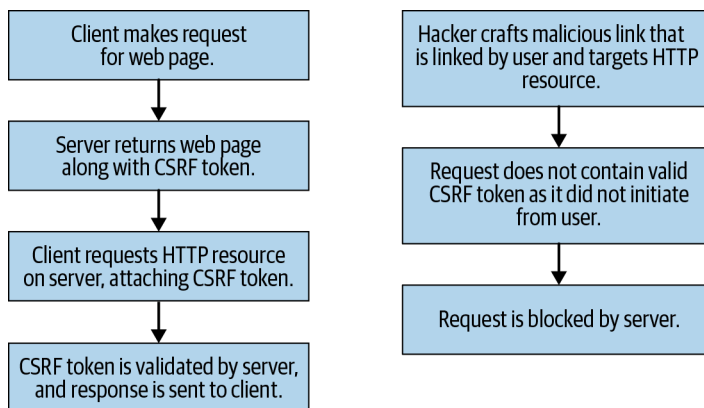 Client makes request
for web page.
Server returns web page
along with CSRF token.
Client requests HTTP resource
on server, attaching CSRF token.
CSRF token is validated by server,
and response is sent to client.
Hacker crafts malicious link that
is linked by user and targets HTTP
resource.
Request does not contain valid
CSRF token as it did not initiate
from user.
Request is blocked by server.